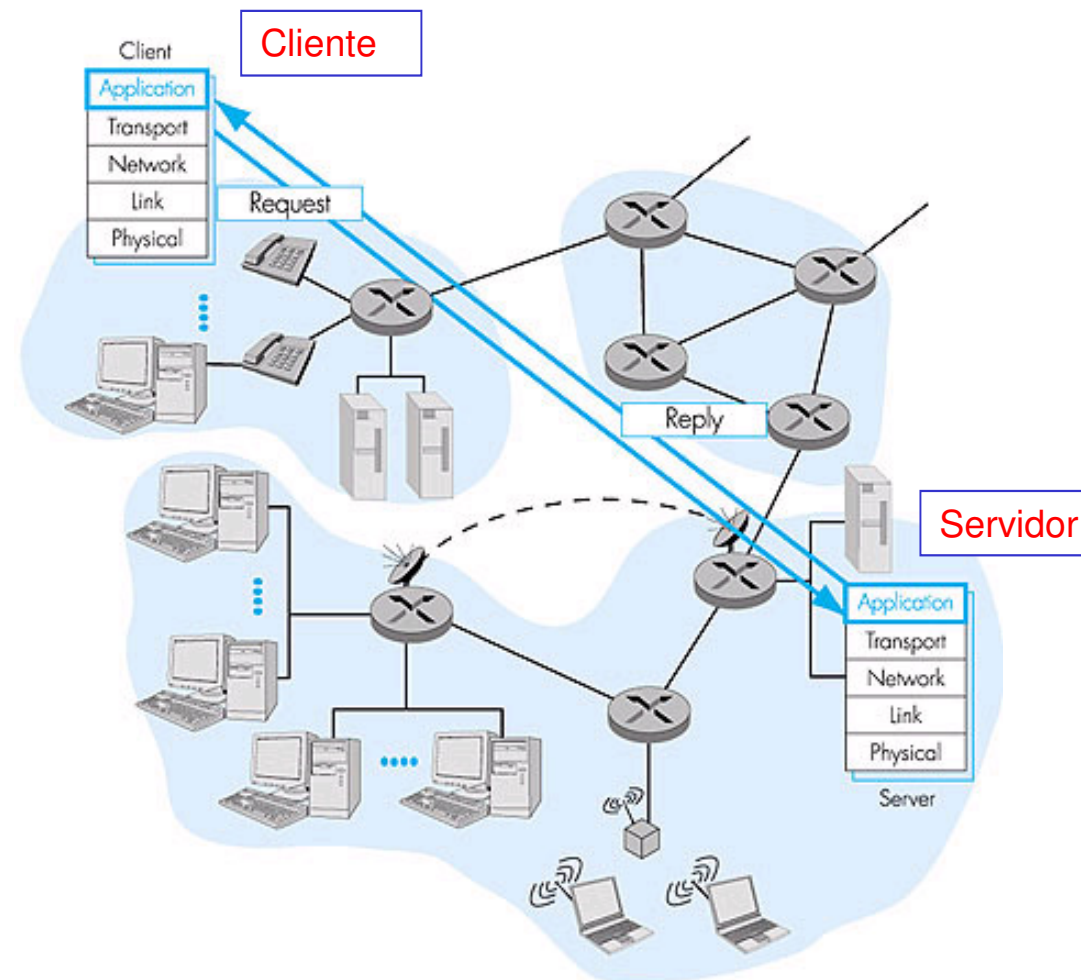 Cliente
Client
Application
Transport
Network
Link
Physical
Request
Reply
Servidor
Application
Transport
Network
Link
Physical
Server